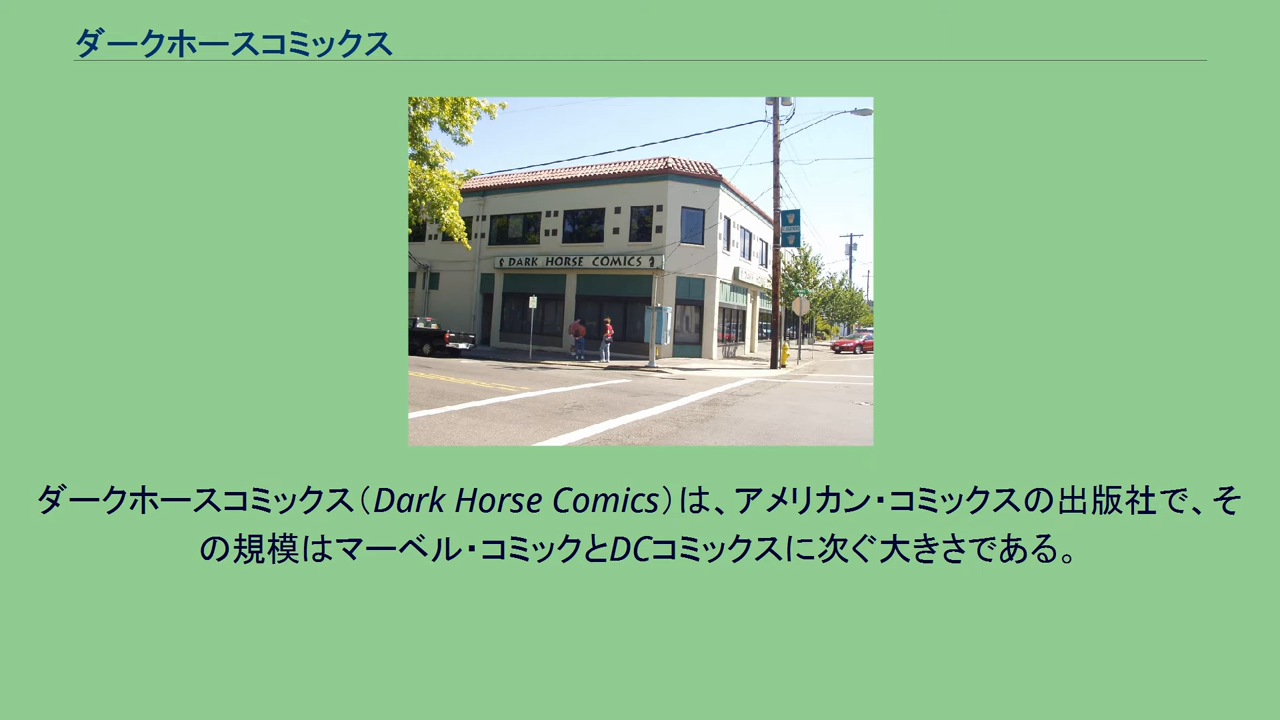 ダークホースコミックス
DARK HORSE COMICS
ダークホースコミックス（Dark Horse Comics）は、アメリカン・コミックスの出版社で、そ
の規模はマーベル・コミックとDCコミックスに次ぐ大きさである。